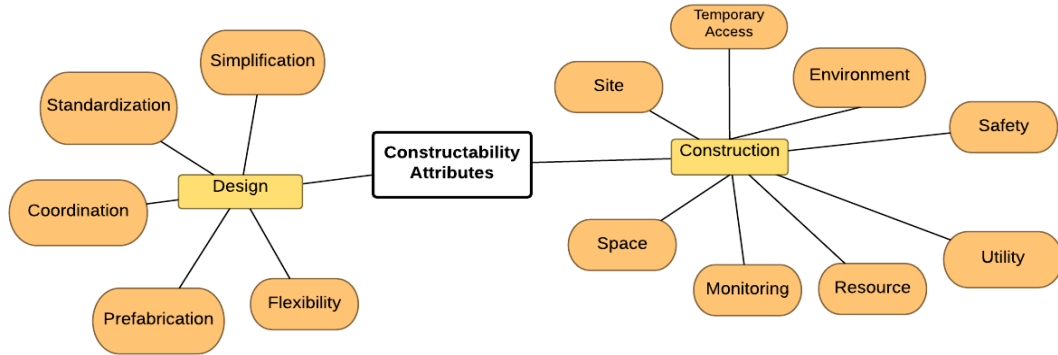 Simplification
Standardization
Design
Coordination
Prefabrication
Flexibility
Constructability
Attributes
Temporary
Access
Environment
Site
Safety
Construction
Space
Monitoring
Resource
Utility